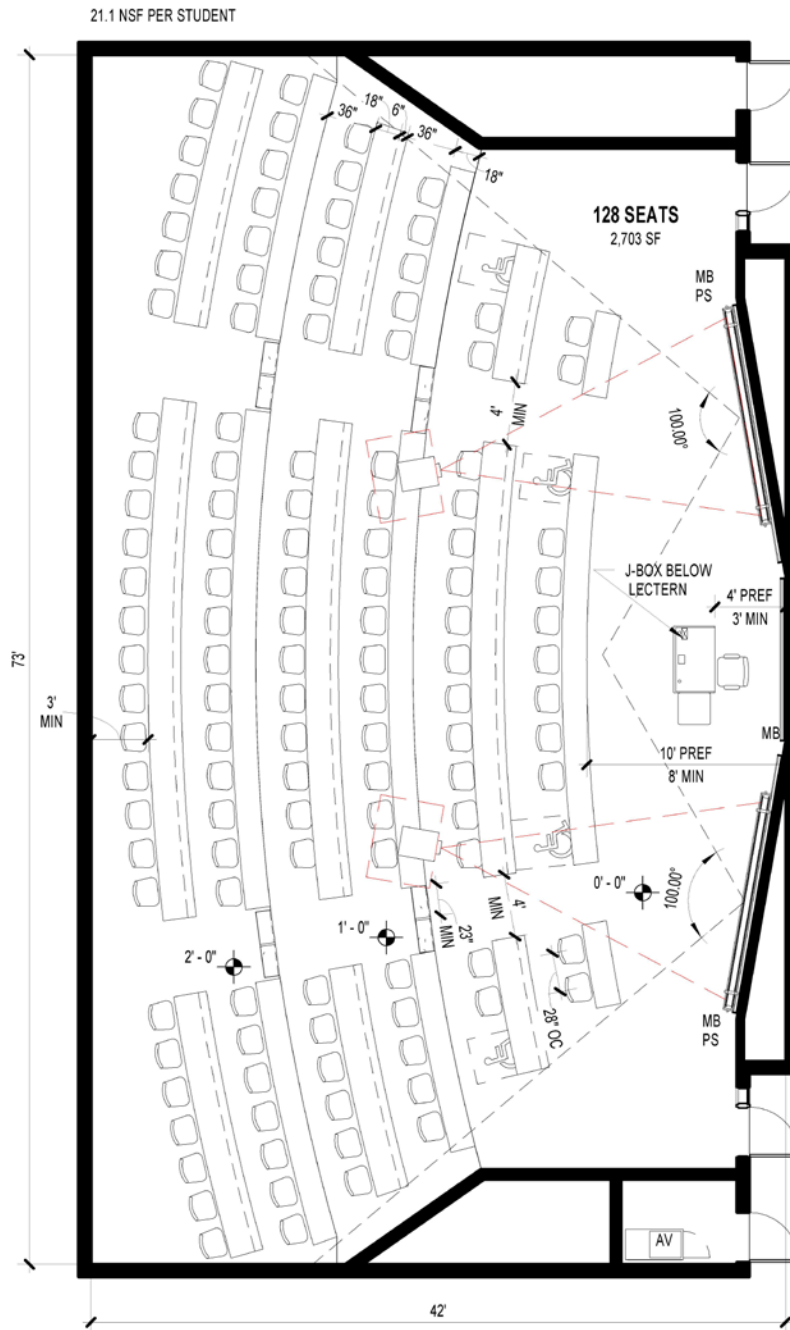 21.1 NSF PER STUDENT
36"
18"
6"
36"
18"
128 SEATS
2,703 SF
MB
PS
4'
MIN
100.00°
J-BOX BELOW
LECTERN
4' PREF
3' MIN
73'
3'
MIN
MB
10' PREF
8' MIN
0' - 0"
100.00°
4'
MIN
23"
MIN
1' - 0"
2' - 0"
28" OC
MB
PS
AV
42'